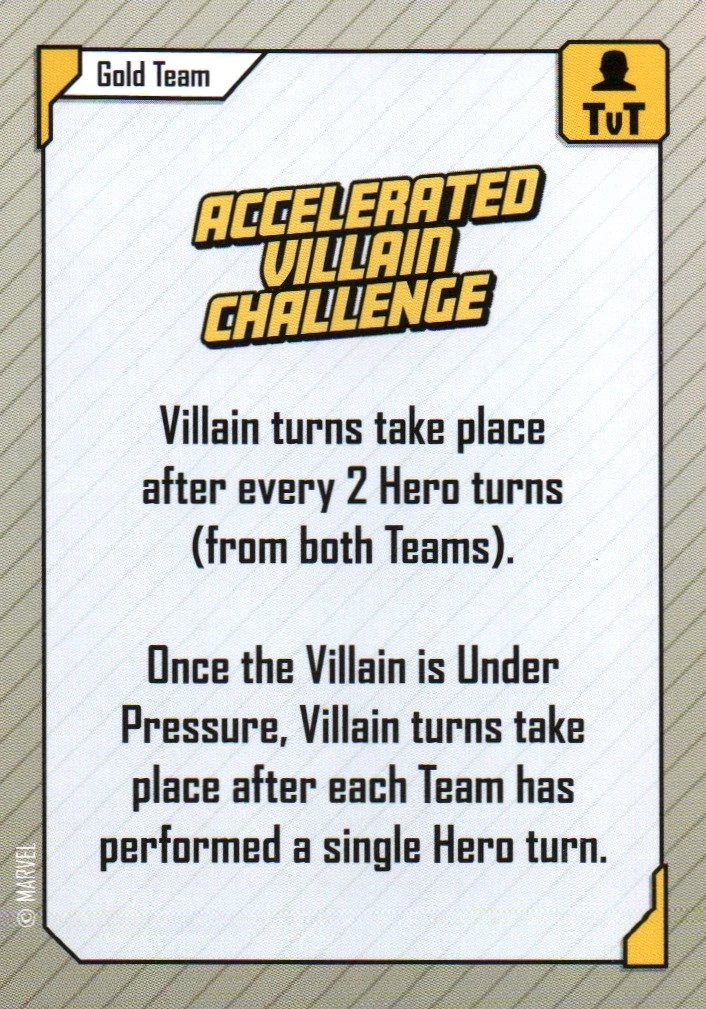 Gold Team
TvT
ACCELERATED
VILLAIN
CHALLENGE
Villain turns take place
after every 2 Hero turns
(from both Teams).
Once the Villain is Under
Pressure, Villain turns take
place after each Team has
performed a single Hero turn.
© MARVEL